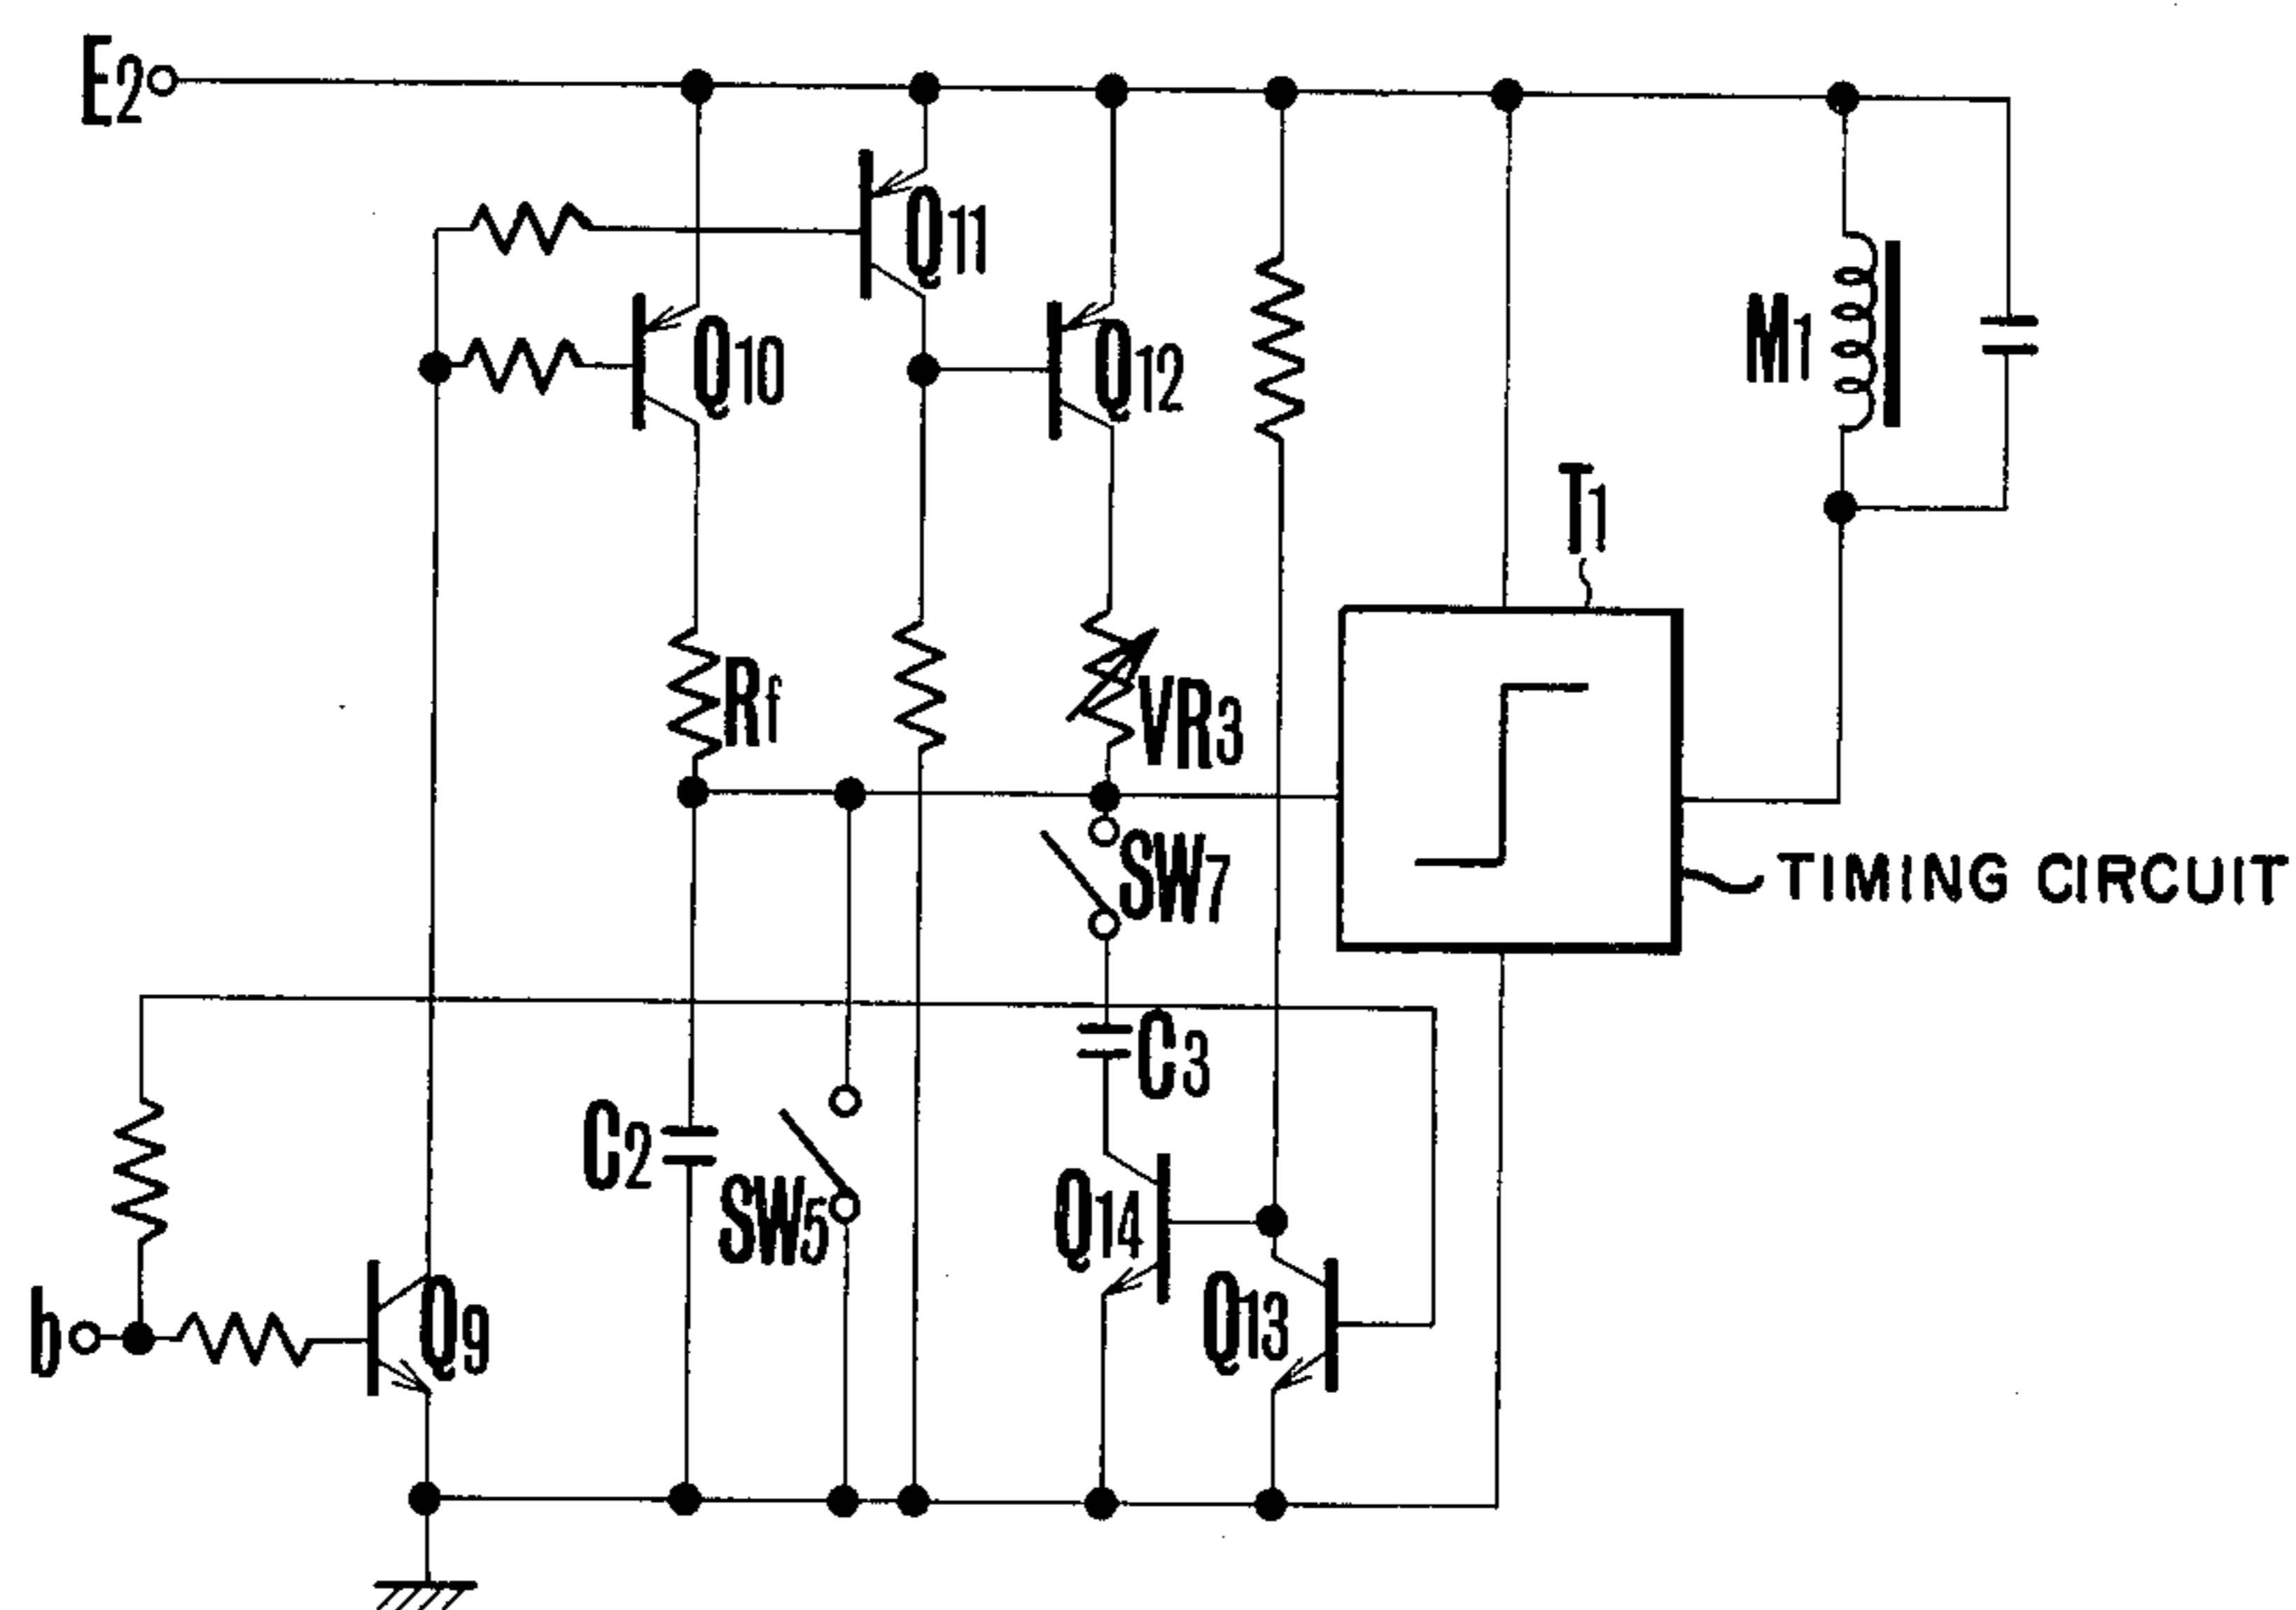 E2
Q11
Q10
Q12
M1
T1
Rf
VR3
SW7
TIMING CIRCUIT
C3
C2
SW5
Q14
Q13
b
Q9